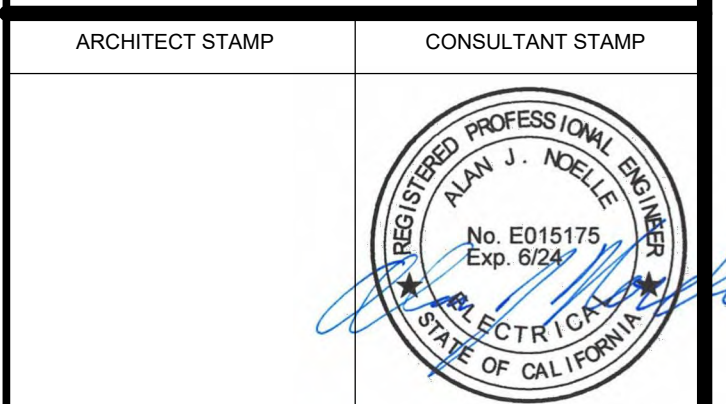 ARCHITECT STAMP
CONSULTANT STAMP
REGISTERED PROFESSIONAL ENGINEER
ALAN J. NOELLE
No. E015175
Exp. 6/24
ELECTRICAL
STATE OF CALIFORNIA